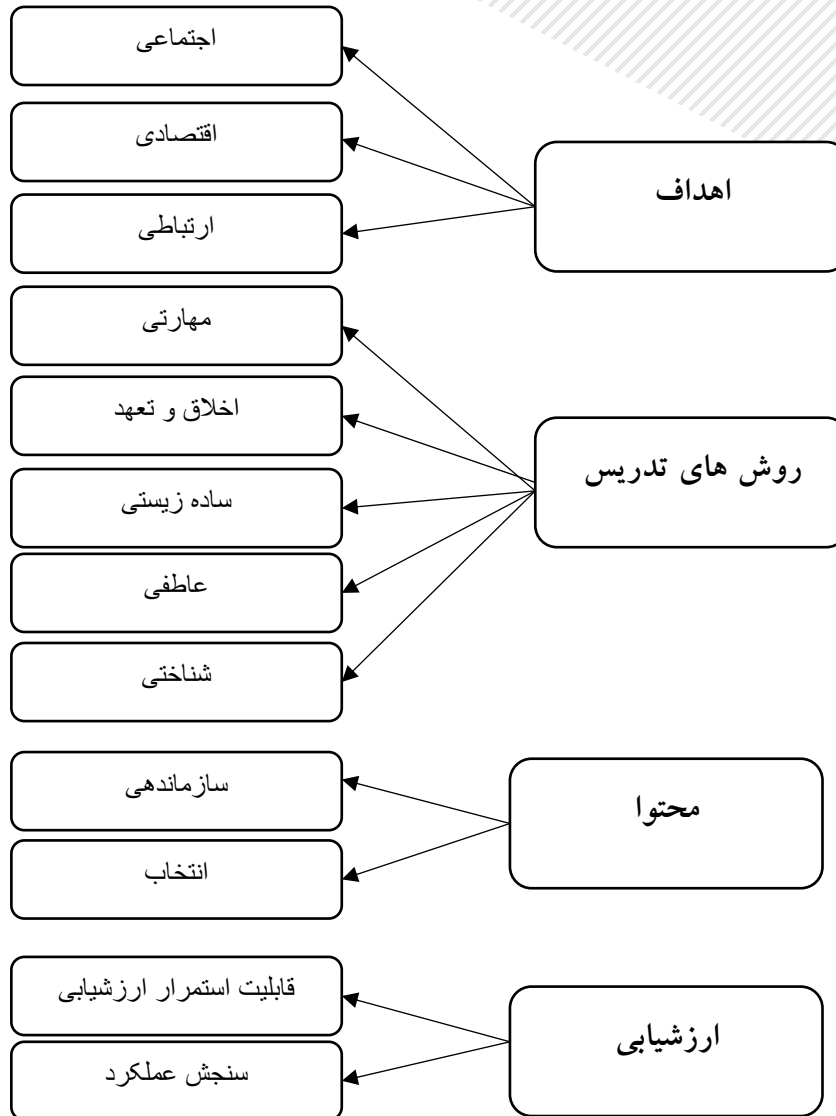 اجتماعی
اقتصادی
اهداف
ارتباطی
مهارتی
اخلاق و تعهد
روش های تدریس
ساده زیستی
عاطفی
شناختی
سازماندهی
محتوا
انتخاب
قابلیت استمرار ارزشیابی
ارزشیابی
سنجش عملکرد